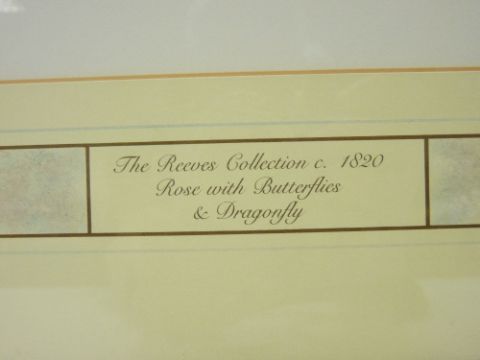 The Reeves Collection c. 1820
Rose with Butterflies
& Dragonfly